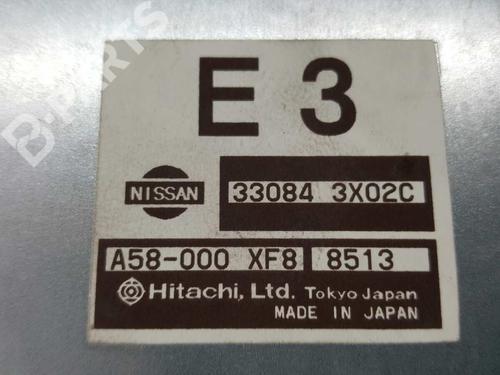 B-PARTS
E 3
NISSAN
33084 3X02C
A58-000 XF8 8513
Hitachi, Ltd. Tokyo Japan
MADE IN JAPAN